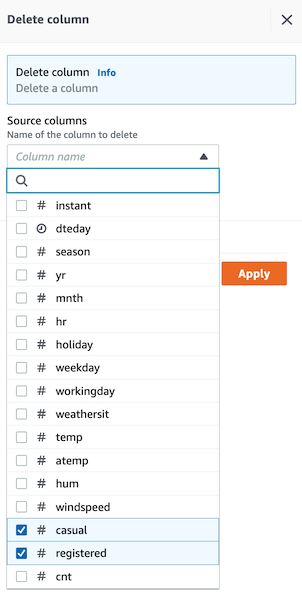 Delete column
Delete column Info
Delete a column
Source columns
Name of the column to delete
Column name
# instant
dteday
# season
# yr
# mnth
# hr
# holiday
# weekday
# workingday
# weathersit
# temp
# atemp
# hum
# windspeed
# casual
# registered
# cnt
Apply